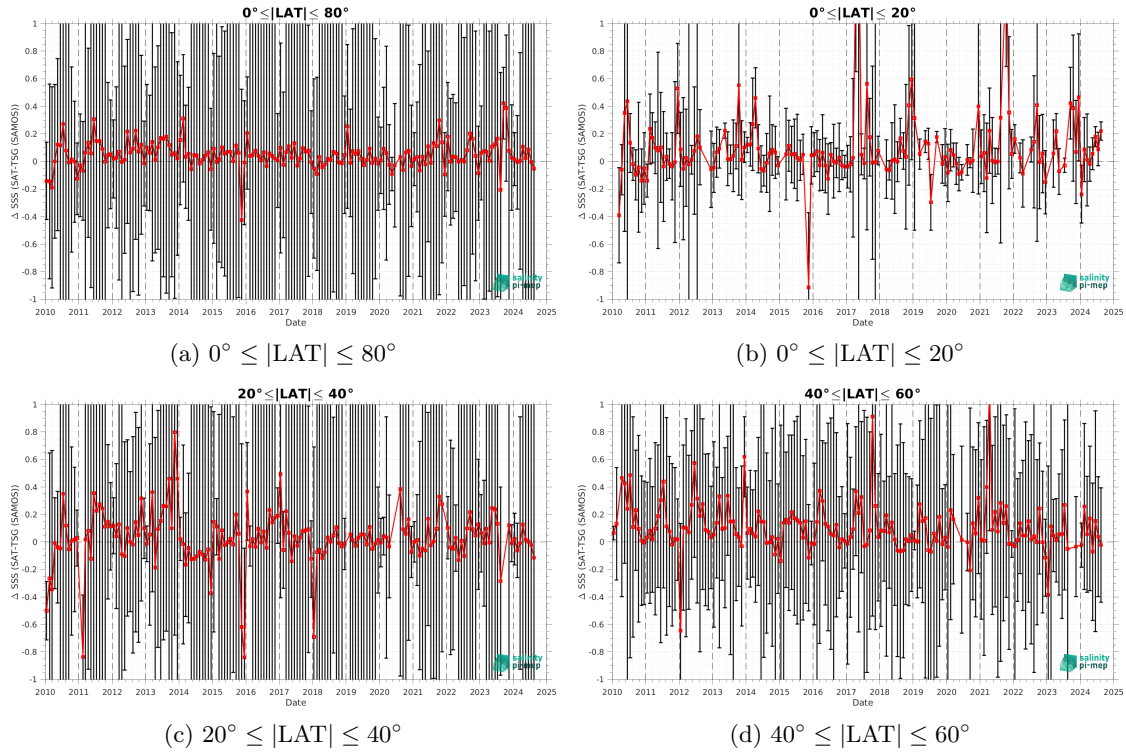 0°≤|LAT|≤ 80°
Δ SSS (SAT-TSG (SAMOS))
1
0.8
0.6
0.4
0.2
0
-0.2
-0.4
-0.6
-0.8
-1
2010 2011 2012 2013 2014 2015 2016 2017 2018 2019 2020 2021 2022 2023 2024 2025
Date
salinity
pi-mep
(a) 0° ≤ |LAT| ≤ 80°
0°≤|LAT|≤ 20°
Δ SSS (SAT-TSG (SAMOS))
1
0.8
0.6
0.4
0.2
0
-0.2
-0.4
-0.6
-0.8
-1
2010 2011 2012 2013 2014 2015 2016 2017 2018 2019 2020 2021 2022 2023 2024 2025
Date
salinity
pi-mep
(b) 0° ≤ |LAT| ≤ 20°
20°≤|LAT|≤ 40°
Δ SSS (SAT-TSG (SAMOS))
1
0.8
0.6
0.4
0.2
0
-0.2
-0.4
-0.6
-0.8
-1
2010 2011 2012 2013 2014 2015 2016 2017 2018 2019 2020 2021 2022 2023 2024 2025
Date
salinity
pi-mep
(c) 20° ≤ |LAT| ≤ 40°
40°≤|LAT|≤ 60°
Δ SSS (SAT-TSG (SAMOS))
1
0.8
0.6
0.4
0.2
0
-0.2
-0.4
-0.6
-0.8
-1
2010 2011 2012 2013 2014 2015 2016 2017 2018 2019 2020 2021 2022 2023 2024 2025
Date
salinity
pi-mep
(d) 40° ≤ |LAT| ≤ 60°